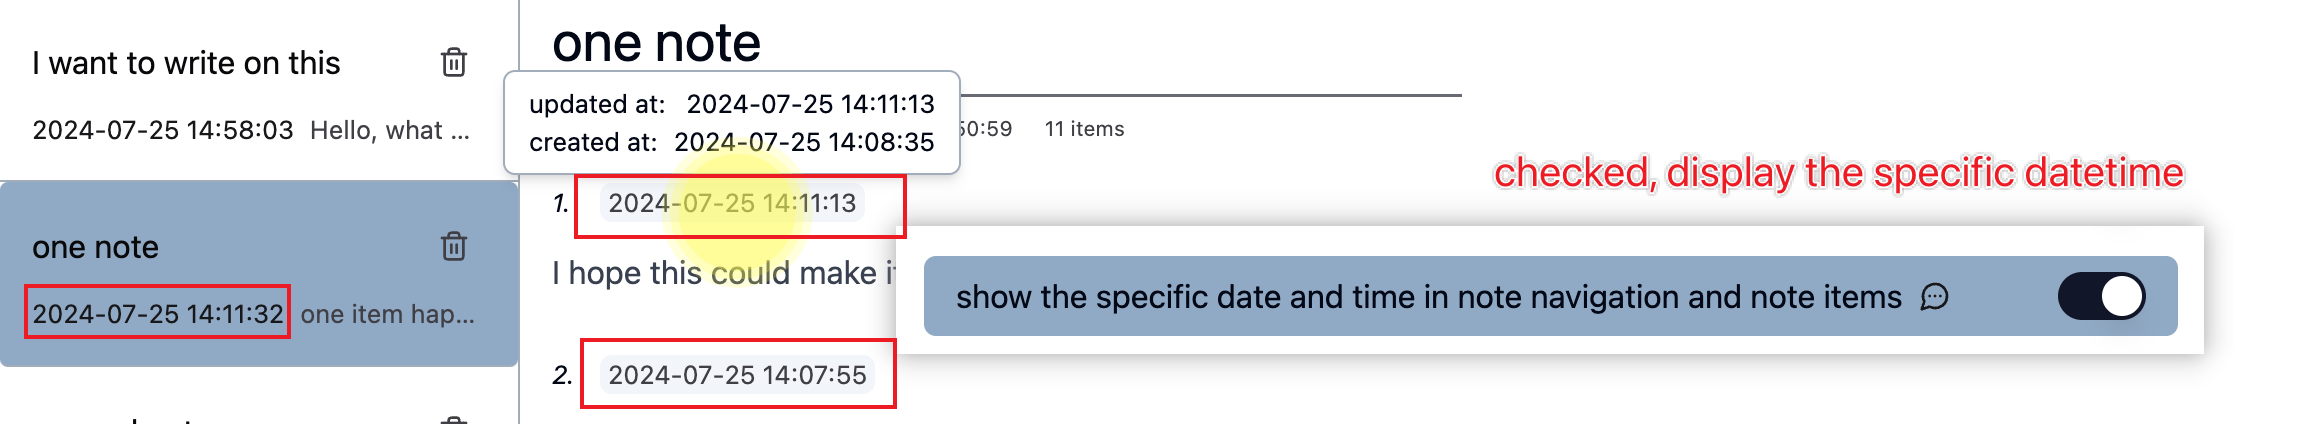 I want to write on this
2024-07-25 14:58:03 Hello, what ...
one note
2024-07-25 14:11:32 one item hap...
one note
updated at: 2024-07-25 14:11:13
created at: 2024-07-25 14:08:35
50:59 11 items
1. 2024-07-25 14:11:13
I hope this could make
2. 2024-07-25 14:07:55
checked, display the specific datetime
show the specific date and time in note navigation and note items